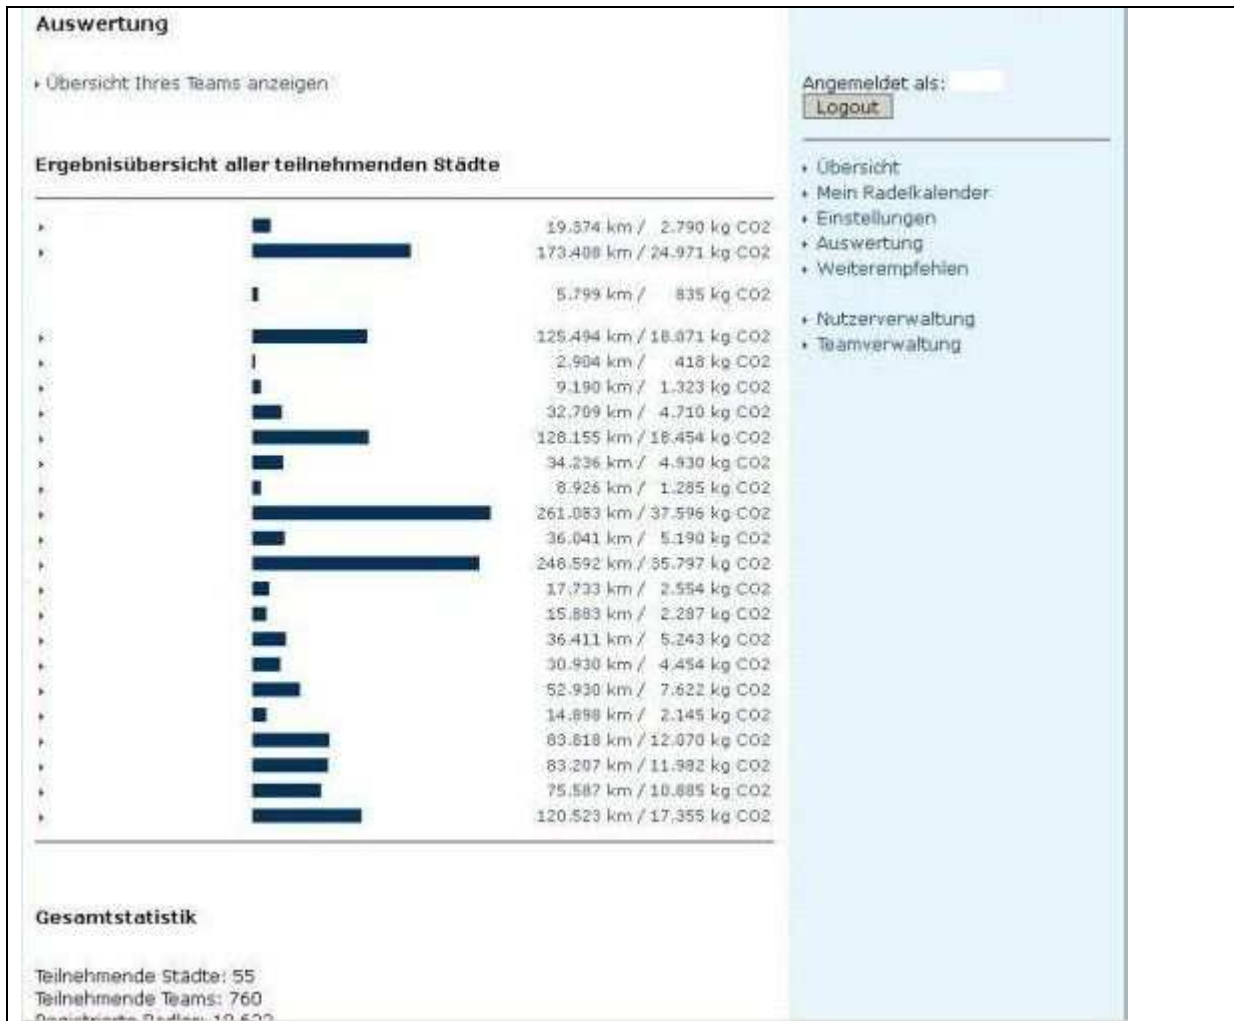 Auswertung
Übersicht Ihres Teams anzeigen
Ergebnisübersicht aller teilnehmenden Städte
19.374 km / 2.790 kg CO2
173.408 km / 24.971 kg CO2
5.799 km / 835 kg CO2
125.494 km / 18.071 kg CO2
2.904 km / 418 kg CO2
9.190 km / 1.323 kg CO2
32.709 km / 4.710 kg CO2
128.155 km / 18.454 kg CO2
34.236 km / 4.930 kg CO2
8.926 km / 1.285 kg CO2
261.083 km / 37.596 kg CO2
36.041 km / 5.190 kg CO2
248.592 km / 35.797 kg CO2
17.733 km / 2.554 kg CO2
15.883 km / 2.287 kg CO2
36.411 km / 5.243 kg CO2
30.930 km / 4.454 kg CO2
52.930 km / 7.622 kg CO2
14.898 km / 2.145 kg CO2
83.818 km / 12.070 kg CO2
83.207 km / 11.982 kg CO2
75.587 km / 10.885 kg CO2
120.523 km / 17.355 kg CO2
Gesamtstatistik
Teilnehmende Städte: 55
Teilnehmende Teams: 760
Angemeldet als:
Logout
Übersicht
Mein Radelkalender
Einstellungen
Auswertung
Weiterempfehlen
Nutzerverwaltung
Teamverwaltung